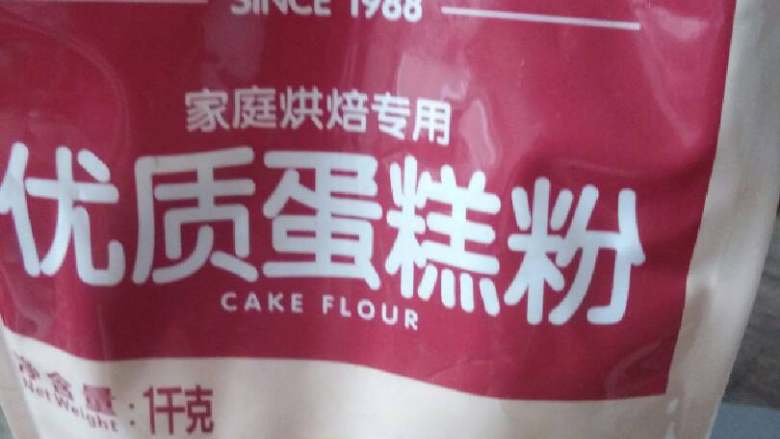 SINCE 1988
家庭烘焙专用
优质蛋糕粉
CAKE FLOUR
净含量
Net Weight : 1千克